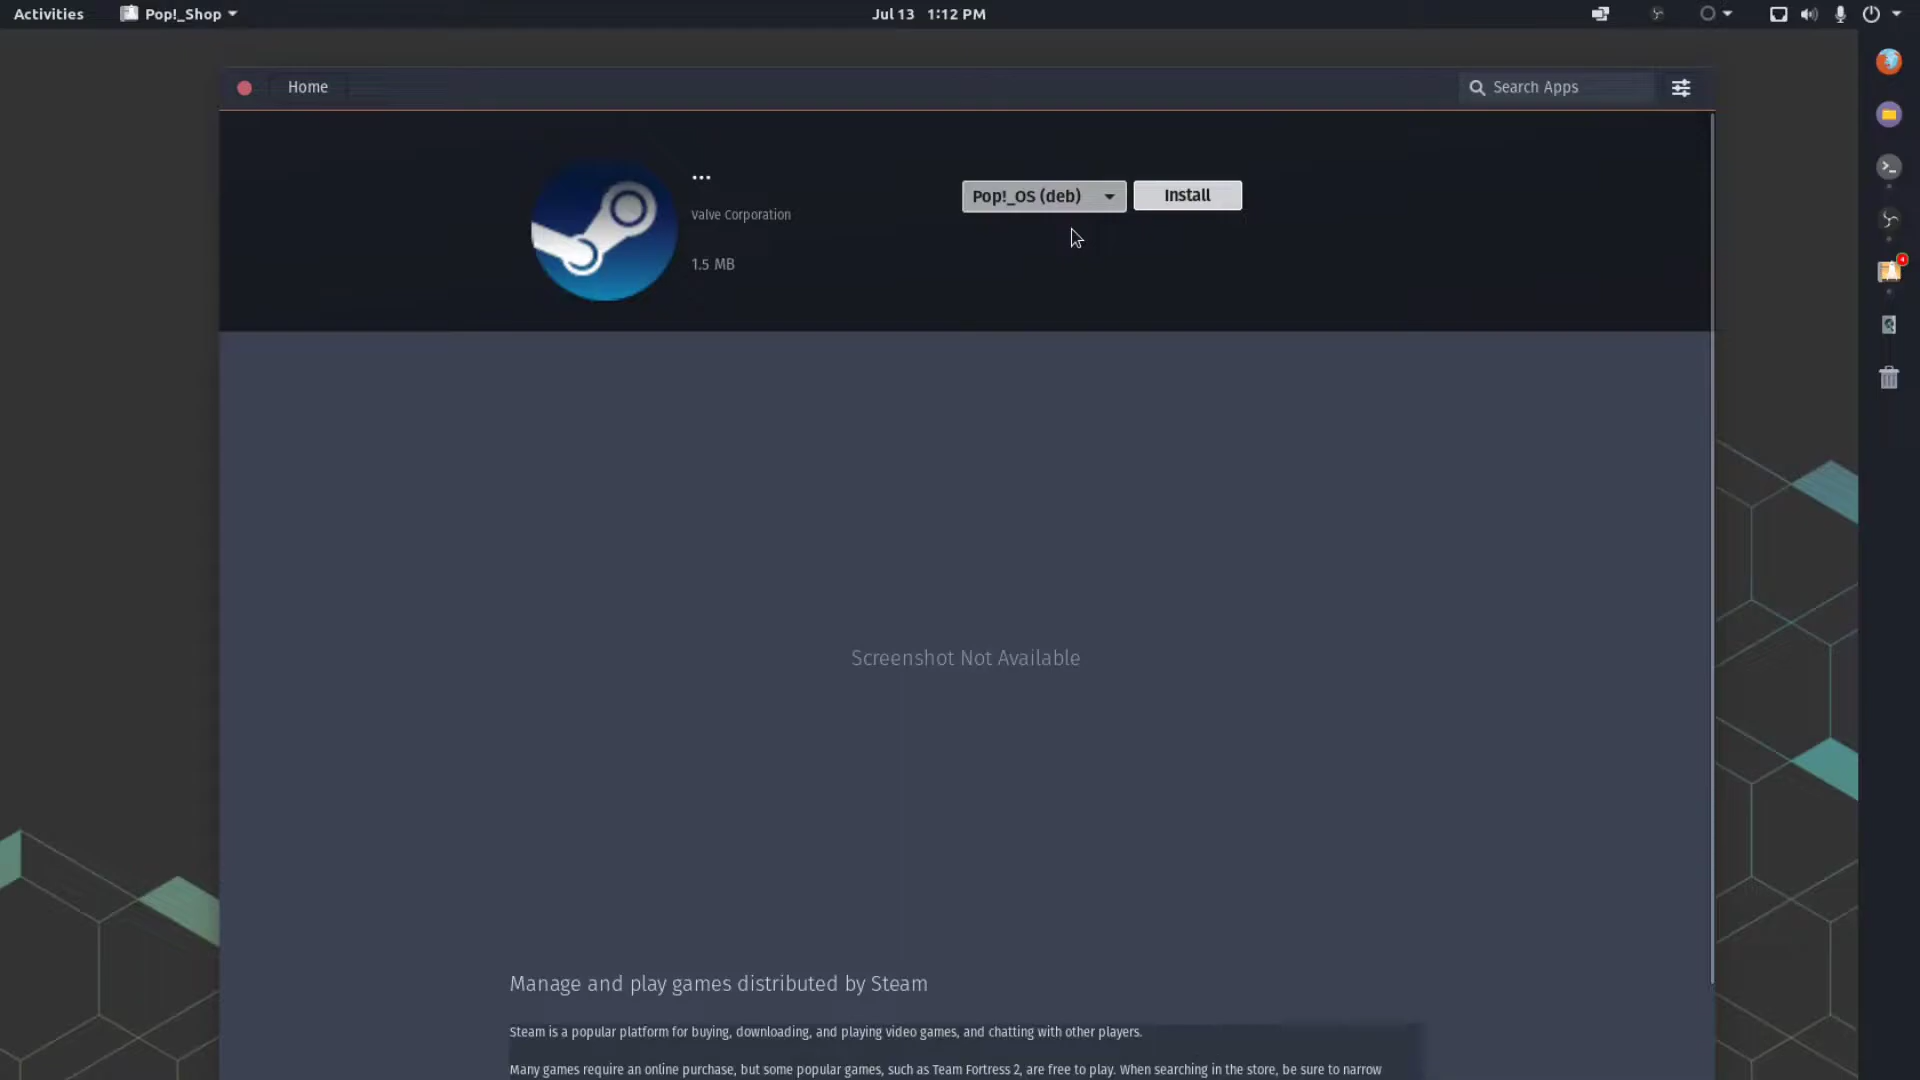 Activities
Pop!_Shop
Jul 13 1:12 PM
Home
Search Apps
...
Pop!_OS (deb)
Install
Valve Corporation
1.5 MB
Screenshot Not Available
Manage and play games distributed by Steam
Steam is a popular platform for buying, downloading, and playing video games, and chatting with other players.
Many games require an online purchase, but some popular games, such as Team Fortress 2, are free to play. When searching in the store, be sure to narrow